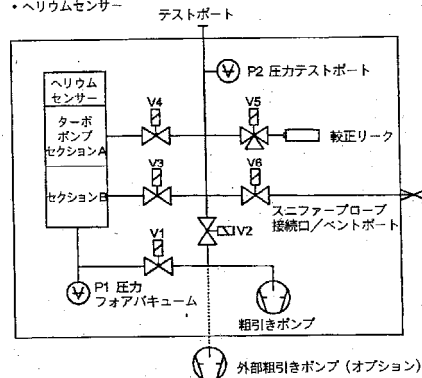 ・ヘリウムセンサー
テストポート
ヘリウム
センサー
ターボ
ポンプ
セクションA
セクションB
P2 圧力テストポート
V4
V5
較正リーク
V3
V6
スニファープローブ
接続口/ベントポート
V1
V2
P1 圧力
フォアバキューム
粗引きポンプ
外部粗引きポンプ (オプション)